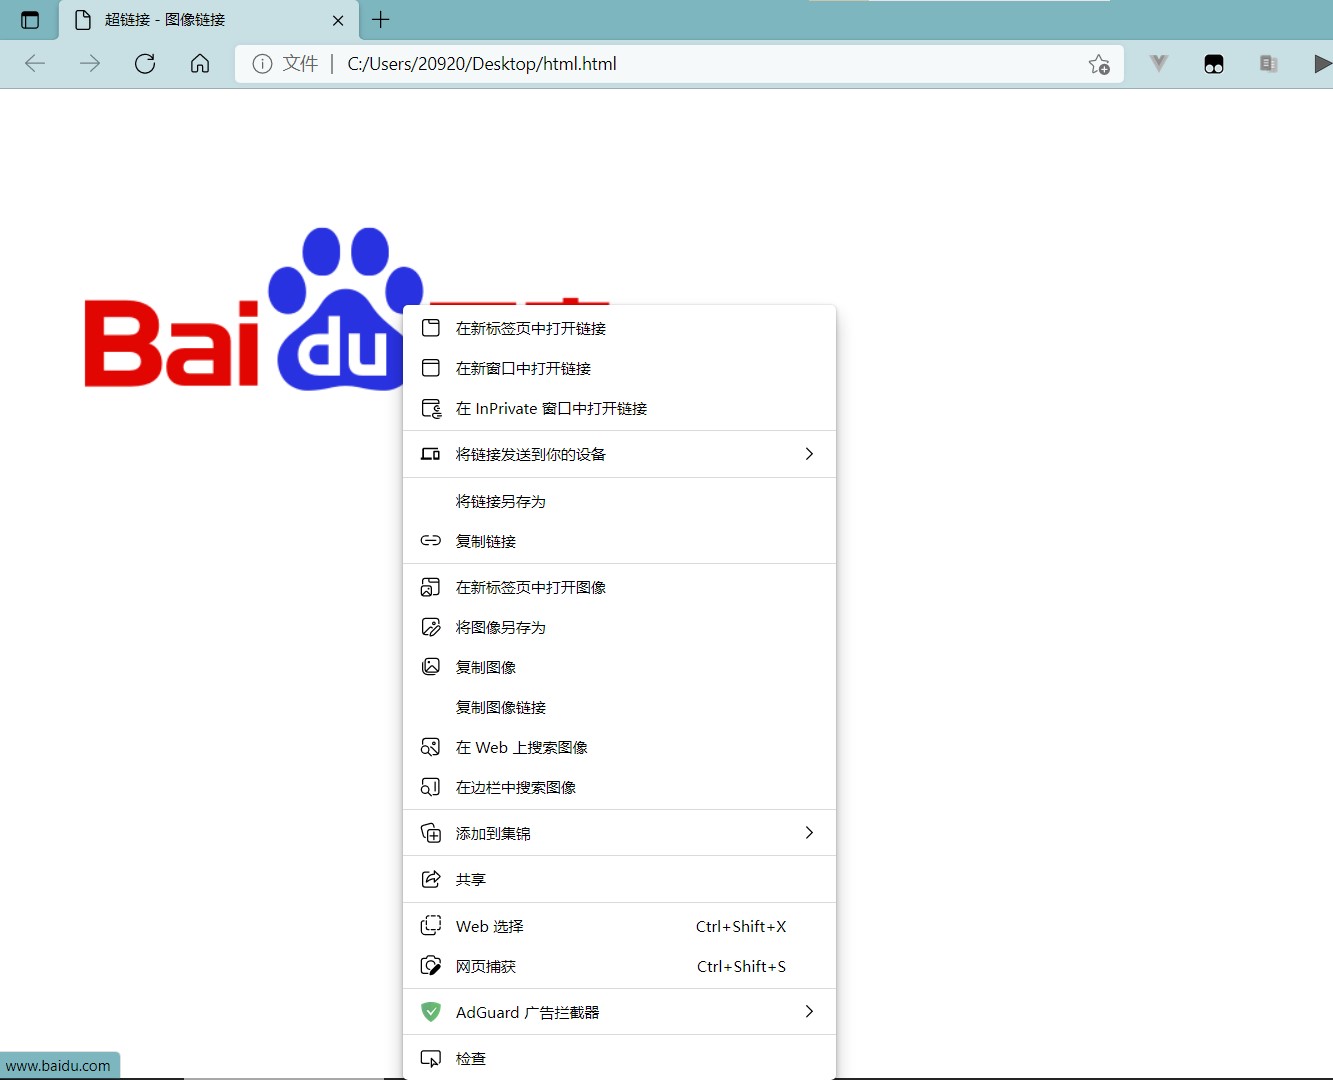 超链接 - 图像链接
文件 | C:/Users/20920/Desktop/html.html
Bai du
在新标签页中打开链接
在新窗口中打开链接
在 InPrivate 窗口中打开链接
将链接发送到你的设备
将链接另存为
复制链接
在新标签页中打开图像
将图像另存为
复制图像
复制图像链接
在 Web 上搜索图像
在边栏中搜索图像
添加到集锦
共享
Web 选择 Ctrl+Shift+X
网页捕获 Ctrl+Shift+S
AdGuard 广告拦截器
检查
www.baidu.com